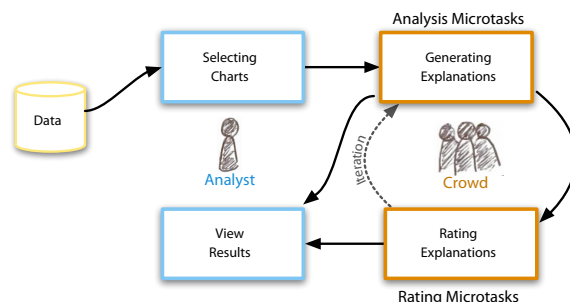 Analysis Microtasks
Selecting
Charts
Generating
Explanations
Data
Analyst
Iteration
Crowd
View
Results
Rating
Explanations
Rating Microtasks